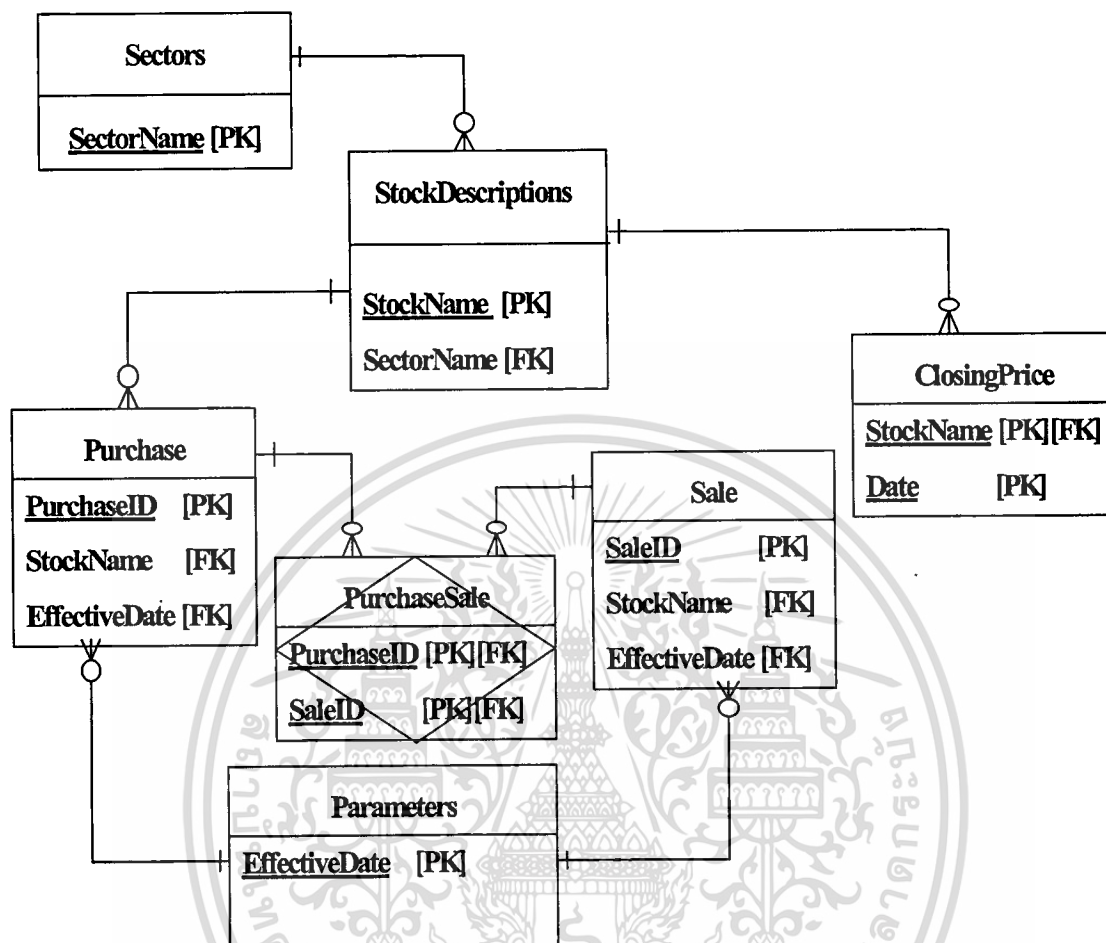 Sectors
SectorName [PK]
StockDescriptions
StockName [PK]
SectorName [FK]
ClosingPrice
StockName [PK][FK]
Date [PK]
Purchase
PurchaseID [PK]
StockName [FK]
EffectiveDate [FK]
PurchaseSale
PurchaseID [PK][FK]
SaleID [PK][FK]
Sale
SaleID [PK]
StockName [FK]
EffectiveDate [FK]
Parameters
EffectiveDate [PK]